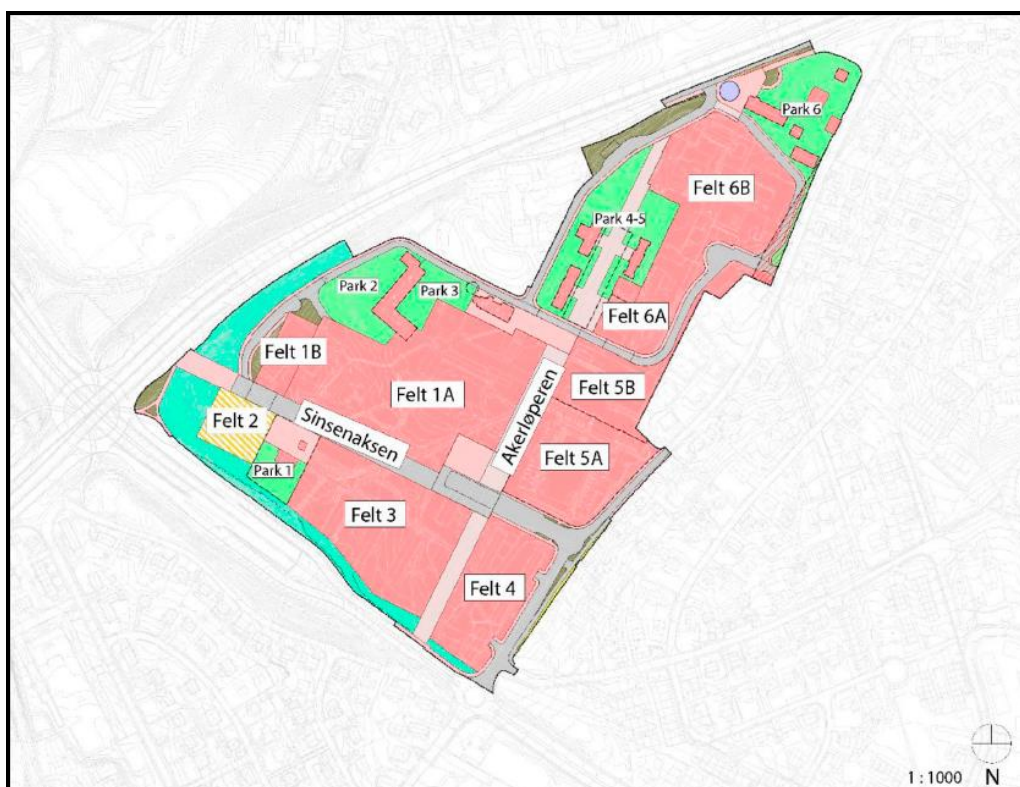 Park 6
Felt 6B
Park 4-5
Park 2
Park 3
Felt 6A
Felt 1B
Felt 5B
Felt 1A
Akerløperen
Felt 2
Sinsenaksen
Felt 5A
Park 1
Felt 3
Felt 4
1 : 1000 N